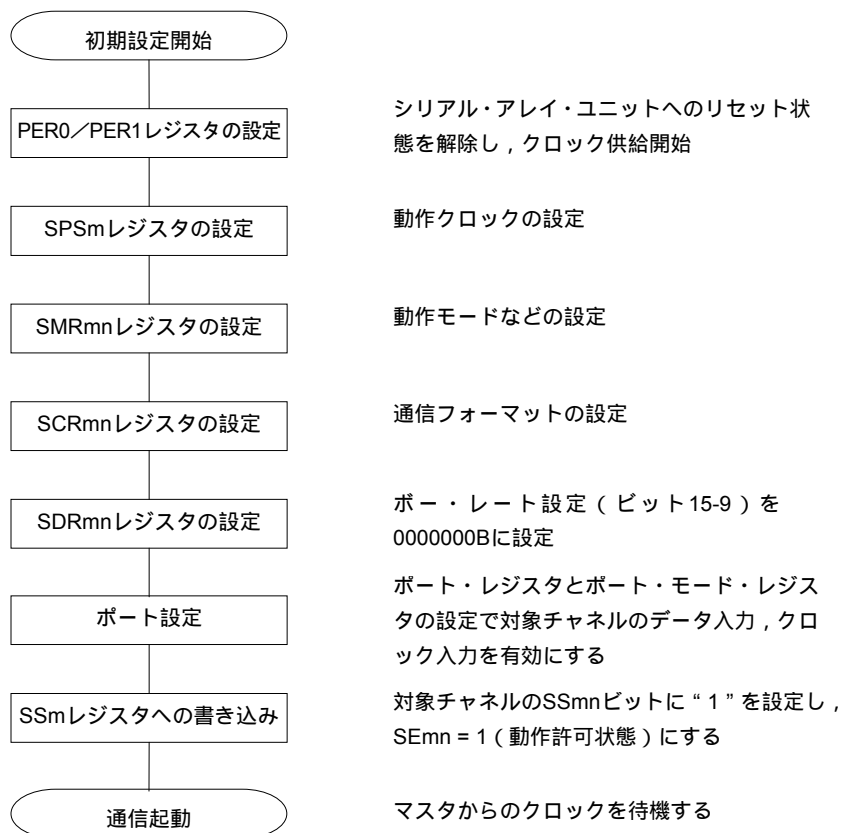 初期設定開始
PER0／PER1レジスタの設定
シリアル・アレイ・ユニットへのリセット状
態を解除し，クロック供給開始
SPSmレジスタの設定
動作クロックの設定
SMRmnレジスタの設定
動作モードなどの設定
SCRmnレジスタの設定
通信フォーマットの設定
SDRmnレジスタの設定
ボー・レート設定（ビット15-9）を
0000000Bに設定
ポート設定
ポート・レジスタとポート・モード・レジス
タの設定で対象チャネルのデータ入力，クロ
ック入力を有効にする
SSmレジスタへの書き込み
対象チャネルのSSmnビットに“1”を設定し，
SEmn = 1（動作許可状態）にする
通信起動
マスタからのクロックを待機する